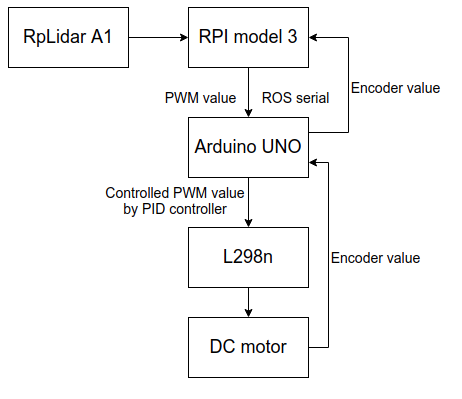 RpLidar A1
RPI model 3
PWM value
ROS serial
Encoder value
Arduino UNO
Controlled PWM value
by PID controller
L298n
Encoder value
DC motor